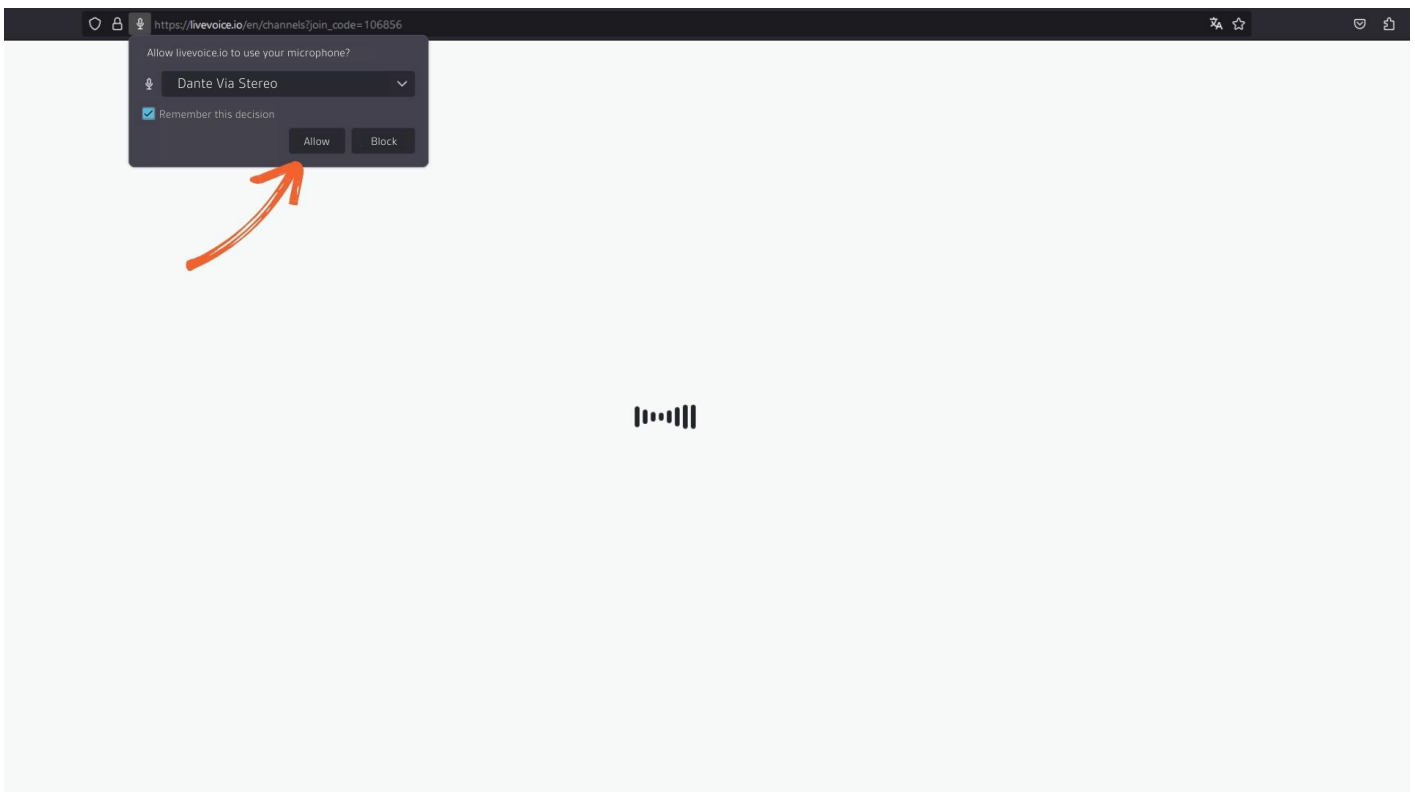 https://livevoice.io/en/channels?join_code=106856
Allow livevoice.io to use your microphone?
Dante Via Stereo
Remember this decision
Allow Block